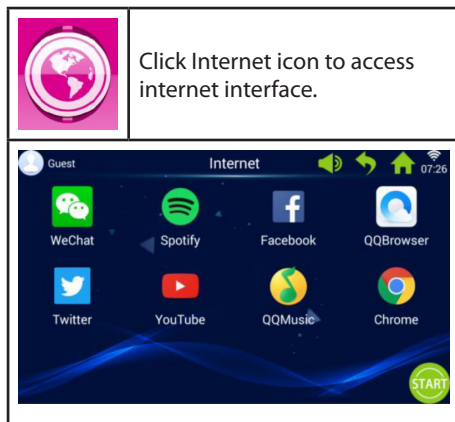 Click Internet icon to access
internet interface.
Guest Internet 07:26
WeChat Spotify Facebook QQBrowser
Twitter YouTube QQMusic Chrome
START